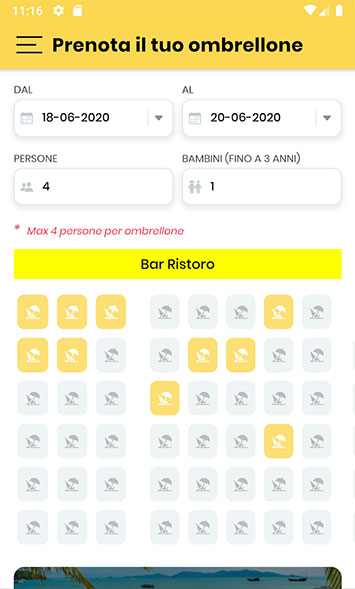 11:16
Prenota il tuo ombrellone
DAL
AL
18-06-2020
20-06-2020
PERSONE
BAMBINI (FINO A 3 ANNI)
4
1
* Max 4 persone per ombrellone
Bar Ristoro